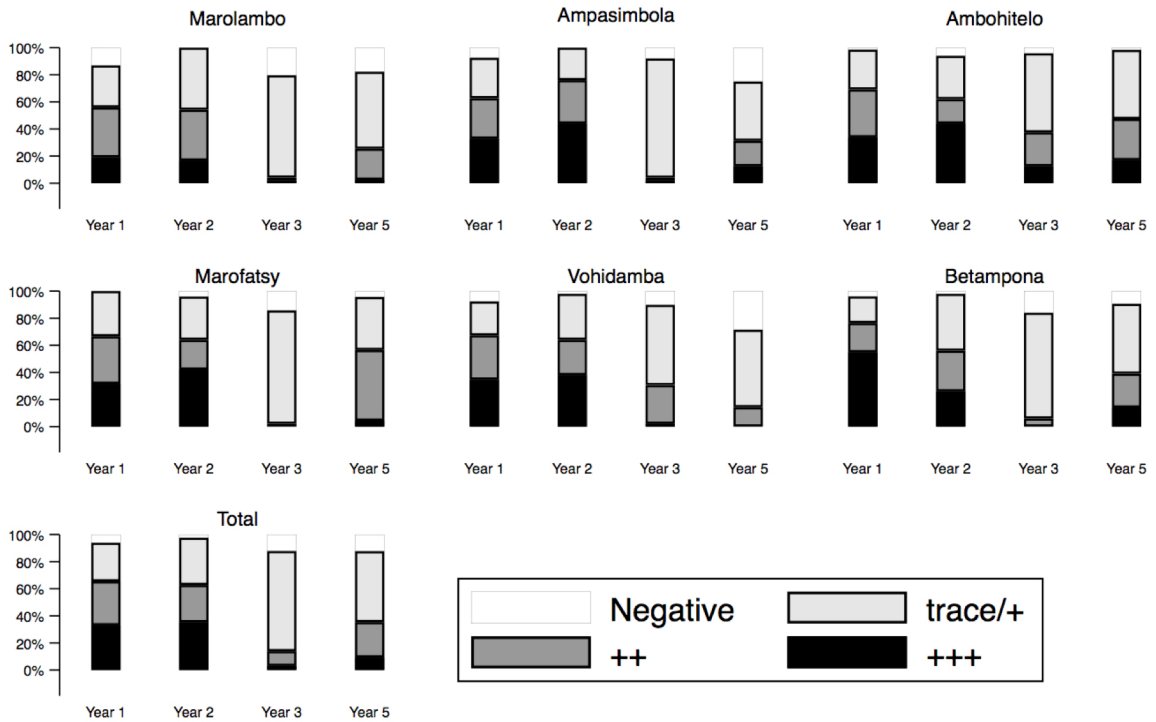 Marolambo Ampasimbola Ambohitelo
100%
80%
60%
40%
20%
0%
Year 1 Year 2 Year 3 Year 5 Year 1 Year 2 Year 3 Year 5 Year 1 Year 2 Year 3 Year 5
Marofatsy Vohidamba Betampona
100%
80%
60%
40%
20%
0%
Year 1 Year 2 Year 3 Year 5 Year 1 Year 2 Year 3 Year 5 Year 1 Year 2 Year 3 Year 5
Total
100%
80%
60%
40%
20%
0%
Year 1 Year 2 Year 3 Year 5
Negative trace/+
++ +++